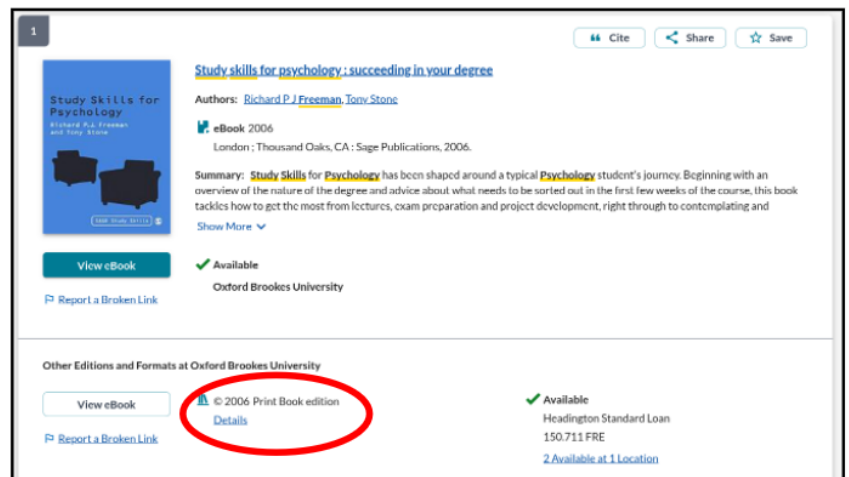 1
Cite
Share
Save
Study skills for psychology : succeeding in your degree
Study Skills for
Psychology
Richard P.J. Freeman
and Tony Stone
SAGE Study Skills
Authors: Richard P J Freeman, Tony Stone
eBook 2006
London ; Thousand Oaks, CA : Sage Publications, 2006.
Summary: Study Skills for Psychology has been shaped around a typical Psychology student's journey. Beginning with an
overview of the nature of the degree and advice about what needs to be sorted out in the first few weeks of the course, this book
tackles how to get the most from lectures, exam preparation and project development, right through to contemplating and
Show More
View eBook
Available
Oxford Brookes University
Report a Broken Link
Other Editions and Formats at Oxford Brookes University
View eBook
© 2006 Print Book edition
Details
Available
Headington Standard Loan
150.711 FRE
Report a Broken Link
2 Available at 1 Location